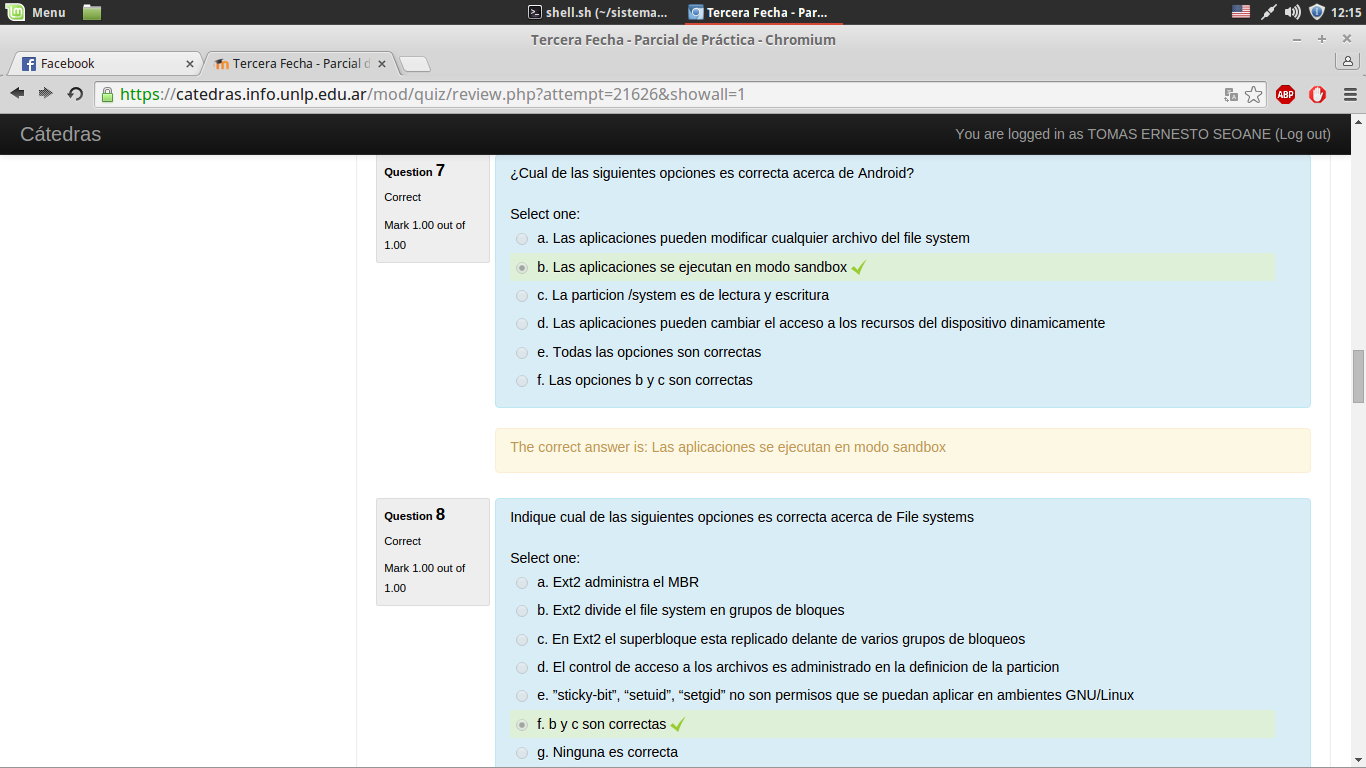 Menu
shell.sh (~/sistema...
Tercera Fecha - Par...
12:15
Tercera Fecha - Parcial de Práctica - Chromium
Facebook
Tercera Fecha - Parcial d
https://catedras.info.unlp.edu.ar/mod/quiz/review.php?attempt=21626&showall=1
ABP
Cátedras
You are logged in as TOMAS ERNESTO SEOANE (Log out)
Question 7
Correct
Mark 1.00 out of
1.00
¿Cual de las siguientes opciones es correcta acerca de Android?
Select one:
a. Las aplicaciones pueden modificar cualquier archivo del file system
b. Las aplicaciones se ejecutan en modo sandbox
c. La particion /system es de lectura y escritura
d. Las aplicaciones pueden cambiar el acceso a los recursos del dispositivo dinamicamente
e. Todas las opciones son correctas
f. Las opciones b y c son correctas
The correct answer is: Las aplicaciones se ejecutan en modo sandbox
Question 8
Correct
Mark 1.00 out of
1.00
Indique cual de las siguientes opciones es correcta acerca de File systems
Select one:
a. Ext2 administra el MBR
b. Ext2 divide el file system en grupos de bloques
c. En Ext2 el superbloque esta replicado delante de varios grupos de bloqueos
d. El control de acceso a los archivos es administrado en la definicion de la particion
e. ”sticky-bit”, “setuid”, “setgid” no son permisos que se puedan aplicar en ambientes GNU/Linux
f. b y c son correctas
g. Ninguna es correcta